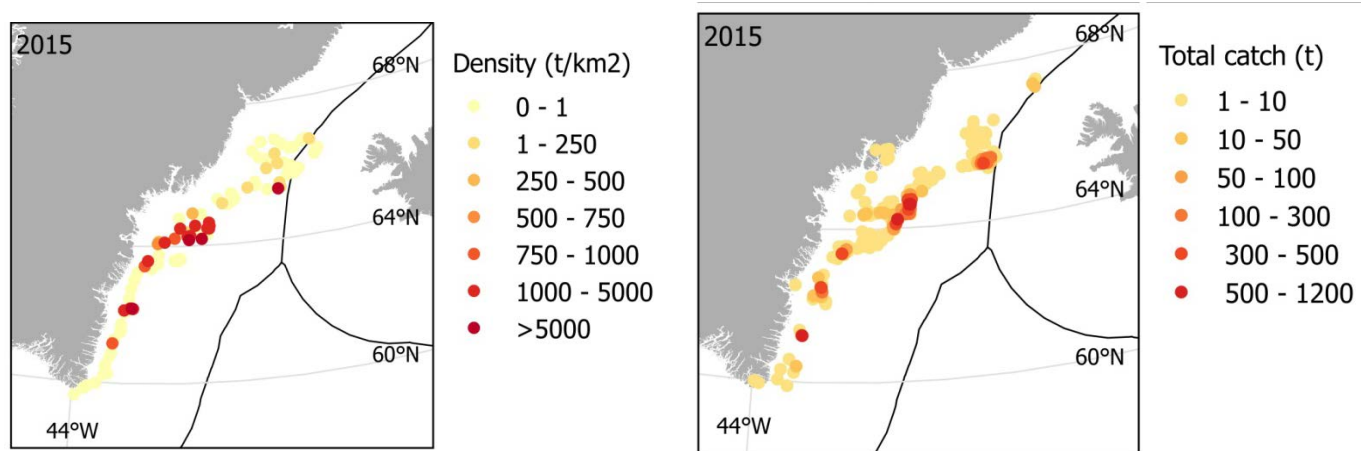 2015
68°N
64°N
60°N
44°W
Density (t/km2)
0 - 1
1 - 250
250 - 500
500 - 750
750 - 1000
1000 - 5000
>5000
2015
68°N
64°N
60°N
44°W
Total catch (t)
1 - 10
10 - 50
50 - 100
100 - 300
300 - 500
500 - 1200